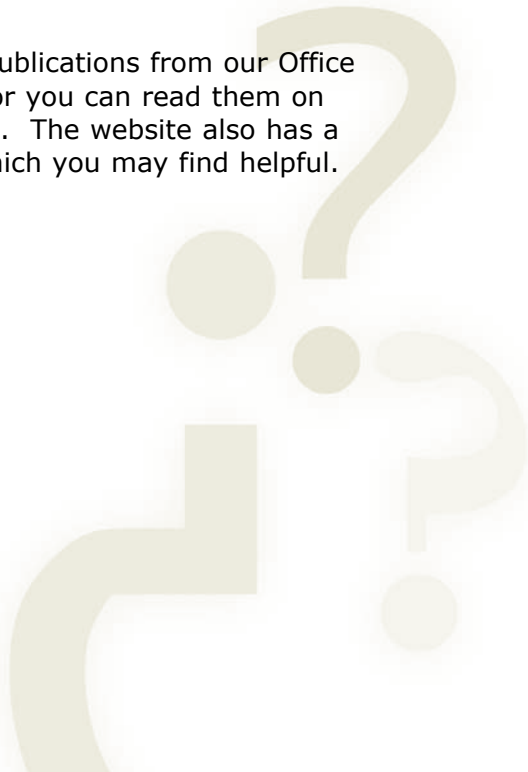 ublications from our Office
or you can read them on
. The website also has a
hich you may find helpful.